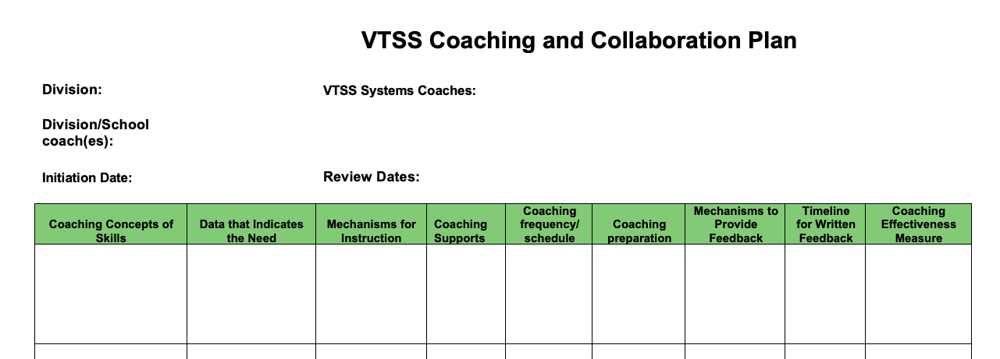 VTSS Coaching and Collaboration Plan
Division:
VTSS Systems Coaches:
Division/School
coach(es):
Initiation Date:
Review Dates:
Coaching Concepts of
Skills
Data that Indicates
the Need
Mechanisms for
Instruction
Coaching
Supports
Coaching
frequency/
schedule
Coaching
preparation
Mechanisms to
Provide
Feedback
Timeline
for Written
Feedback
Coaching
Effectiveness
Measure